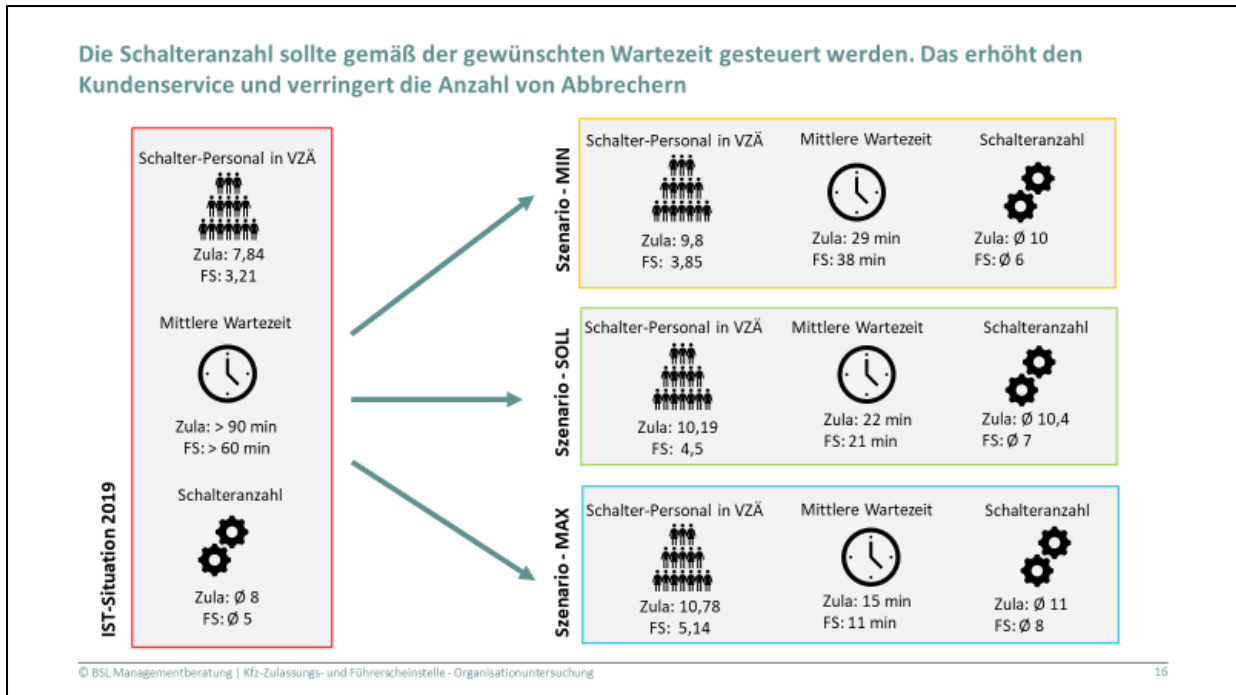 Die Schalteranzahl sollte gemäß der gewünschten Wartezeit gesteuert werden. Das erhöht den
Kundenservice und verringert die Anzahl von Abbrechern
IST-Situation 2019
Schalter-Personal in VZÄ
Zula: 7,84
FS: 3,21
Mittlere Wartezeit
Zula: > 90 min
FS: > 60 min
Schalteranzahl
Zula: Ø 8
FS: Ø 5
Szenario - MIN
Schalter-Personal in VZÄ
Zula: 9,8
FS: 3,85
Mittlere Wartezeit
Zula: 29 min
FS: 38 min
Schalteranzahl
Zula: Ø 10
FS: Ø 6
Szenario - SOLL
Schalter-Personal in VZÄ
Zula: 10,19
FS: 4,5
Mittlere Wartezeit
Zula: 22 min
FS: 21 min
Schalteranzahl
Zula: Ø 10,4
FS: Ø 7
Szenario - MAX
Schalter-Personal in VZÄ
Zula: 10,78
FS: 5,14
Mittlere Wartezeit
Zula: 15 min
FS: 11 min
Schalteranzahl
Zula: Ø 11
FS: Ø 8
© BSL Managementberatung | Kfz-Zulassungs- und Führerscheinstelle - Organisationuntersuchung
16